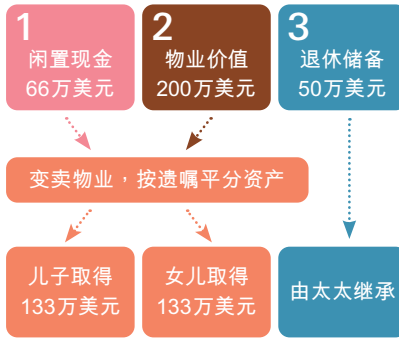 1
闲置现金
66万美元
2
物业价值
200万美元
3
退休储备
50万美元
变卖物业，按遗嘱平分资产
儿子取得
133万美元
女儿取得
133万美元
由太太继承